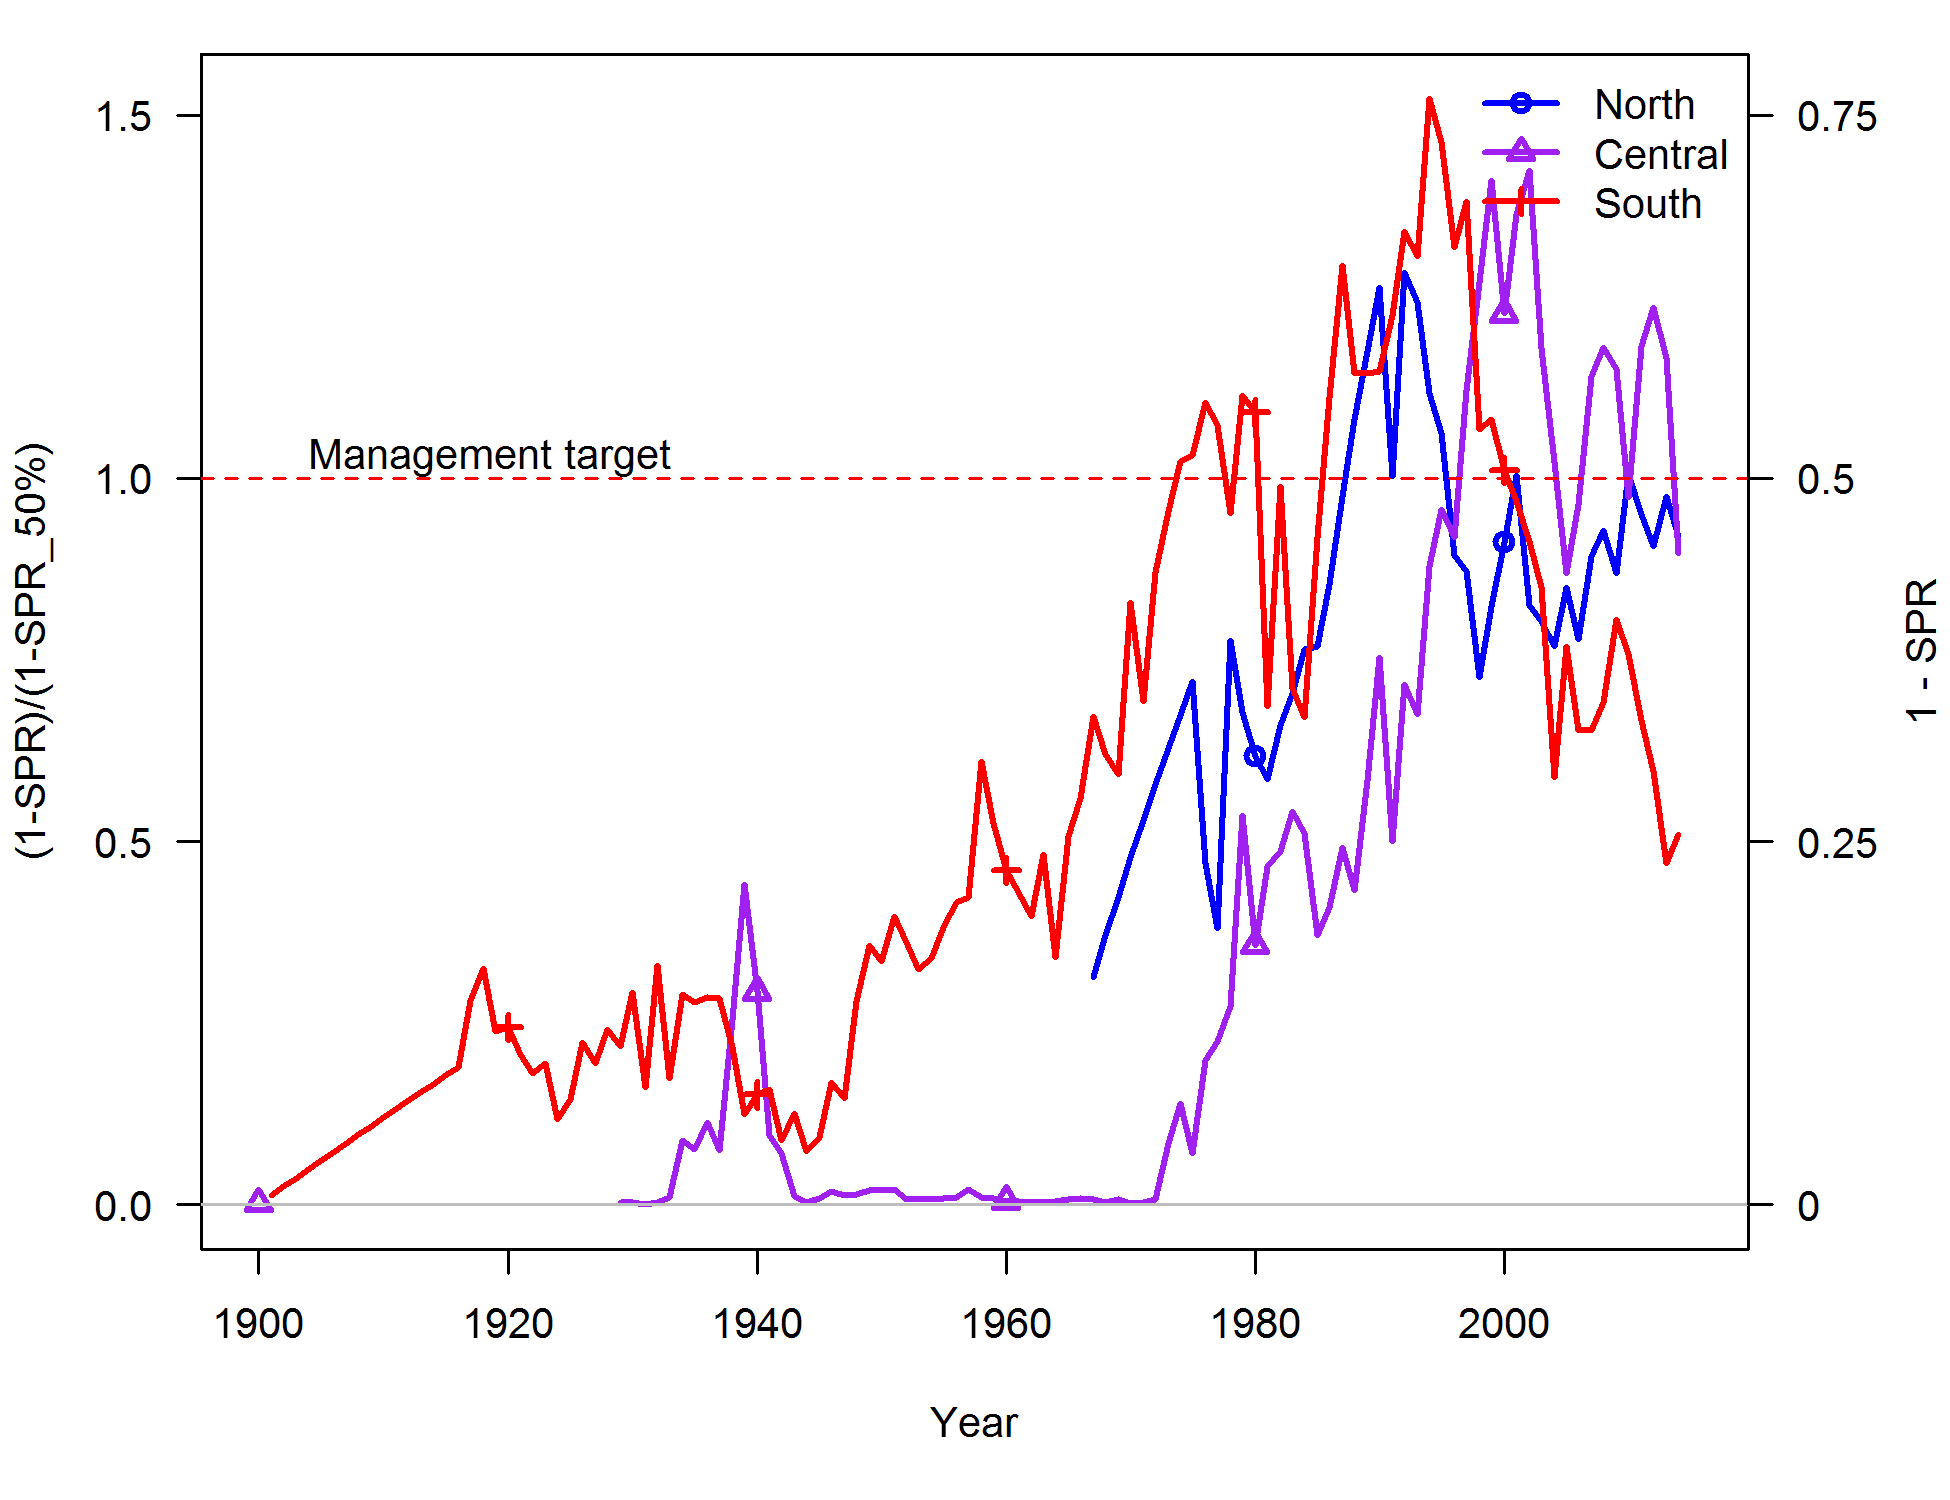 North
Central
South
Management target
1.5
1.0
0.5
0.0
(1-SPR)/(1-SPR_50%)
0.75
0.5
0.25
0
1 - SPR
1900
1920
1940
1960
1980
2000
Year